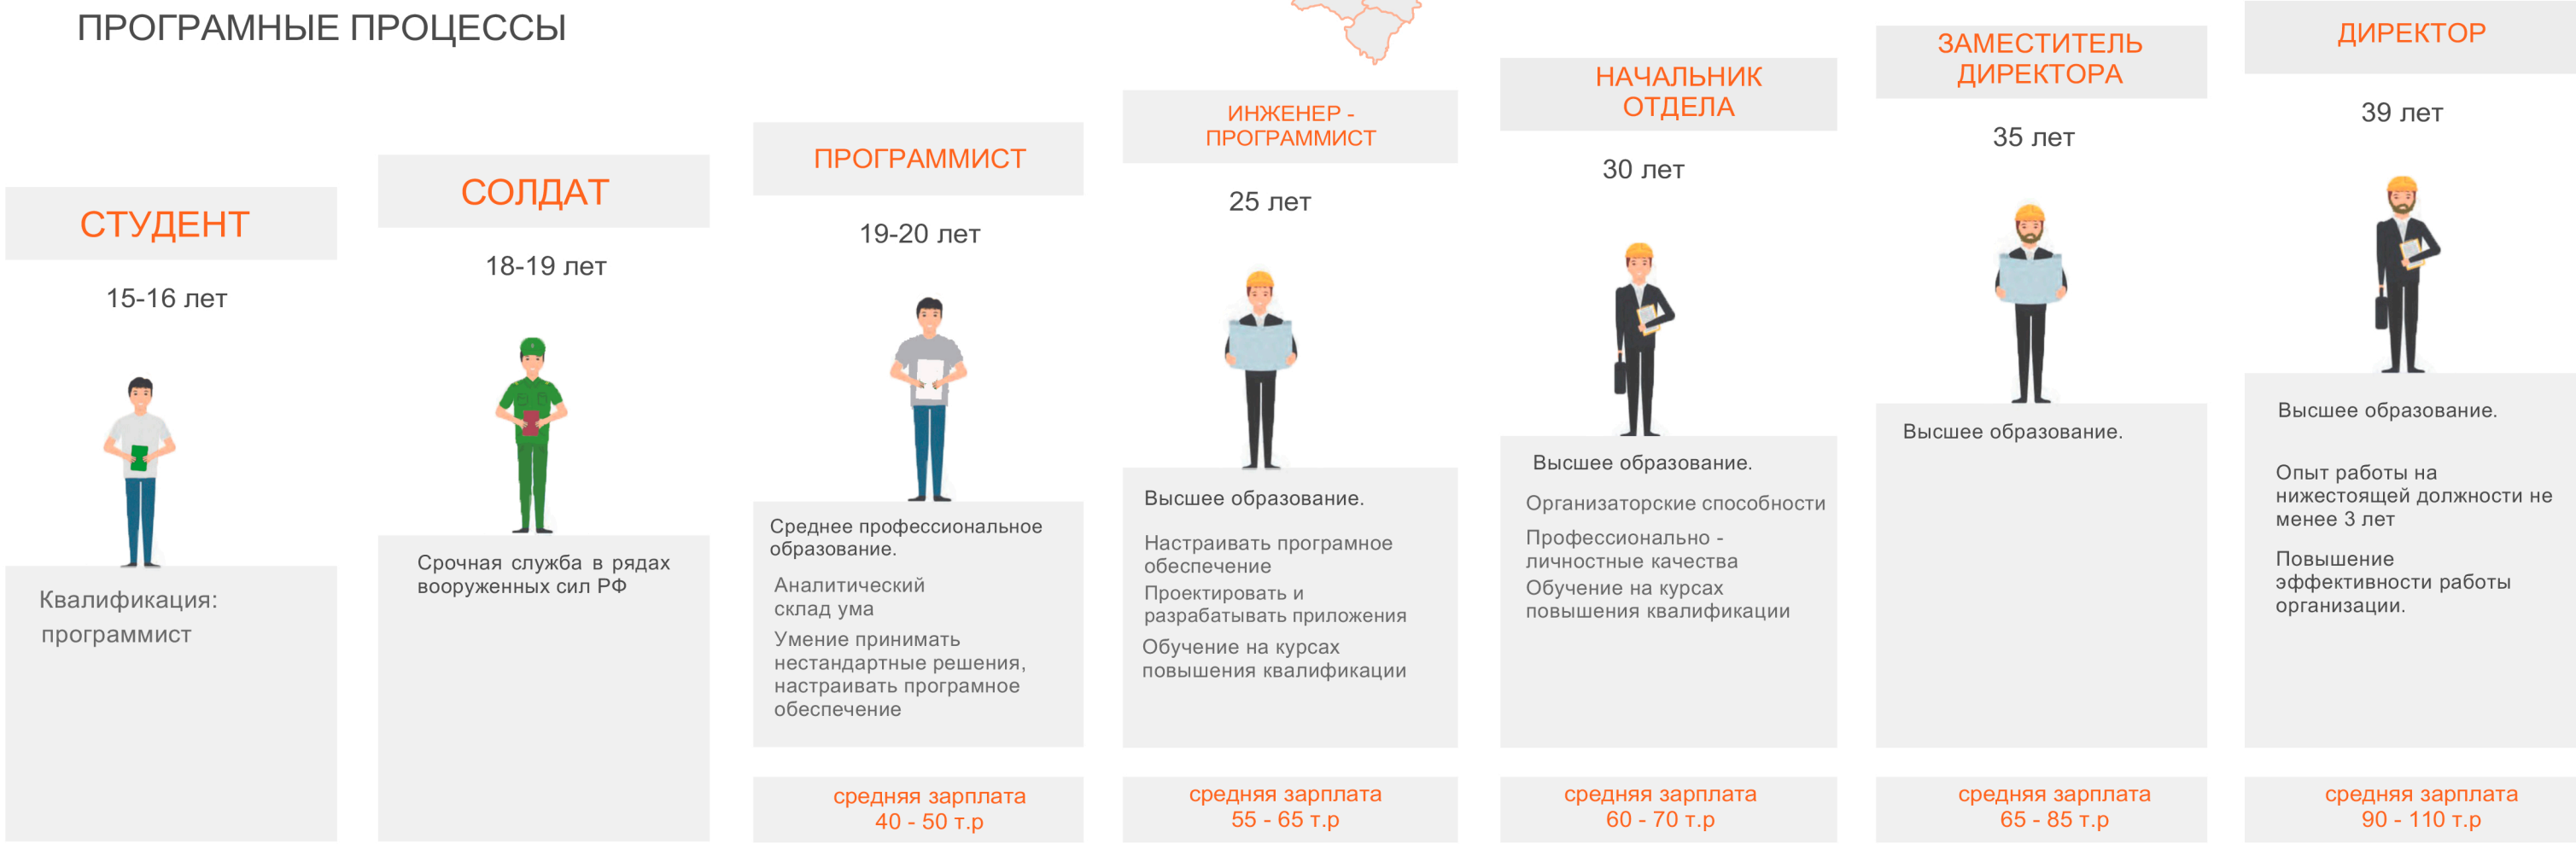 ПРОГРАМНЫЕ ПРОЦЕССЫ
СТУДЕНТ
15-16 лет
Квалификация:
программист
СОЛДАТ
18-19 лет
Срочная служба в рядах
вооруженных сил РФ
ПРОГРАММИСТ
19-20 лет
Среднее профессиональное
образование.
Аналитический
склад ума
Умение принимать
нестандартные решения,
настраивать програмное
обеспечение
средняя зарплата
40 - 50 т.р
ИНЖЕНЕР -
ПРОГРАММИСТ
25 лет
Высшее образование.
Настраивать програмное
обеспечение
Проектировать и
разрабатывать приложения
Обучение на курсах
повышения квалификации
средняя зарплата
55 - 65 т.р
НАЧАЛЬНИК
ОТДЕЛА
30 лет
Высшее образование.
Организаторские способности
Профессионально -
личностные качества
Обучение на курсах
повышения квалификации
средняя зарплата
60 - 70 т.р
ЗАМЕСТИТЕЛЬ
ДИРЕКТОРА
35 лет
Высшее образование.
средняя зарплата
65 - 85 т.р
ДИРЕКТОР
39 лет
Высшее образование.
Опыт работы на
нижестоящей должности не
менее 3 лет
Повышение
эффективности работы
организации.
средняя зарплата
90 - 110 т.р